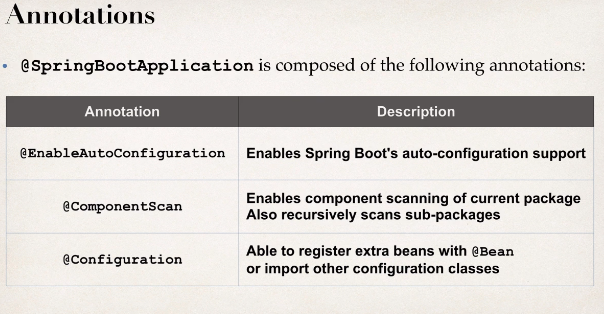 Annotations
• @SpringBootApplication is composed of the following annotations:
Annotation Description
@EnableAutoConfiguration Enables Spring Boot's auto-configuration support
@ComponentScan Enables component scanning of current package
Also recursively scans sub-packages
@Configuration Able to register extra beans with @Bean
or import other configuration classes